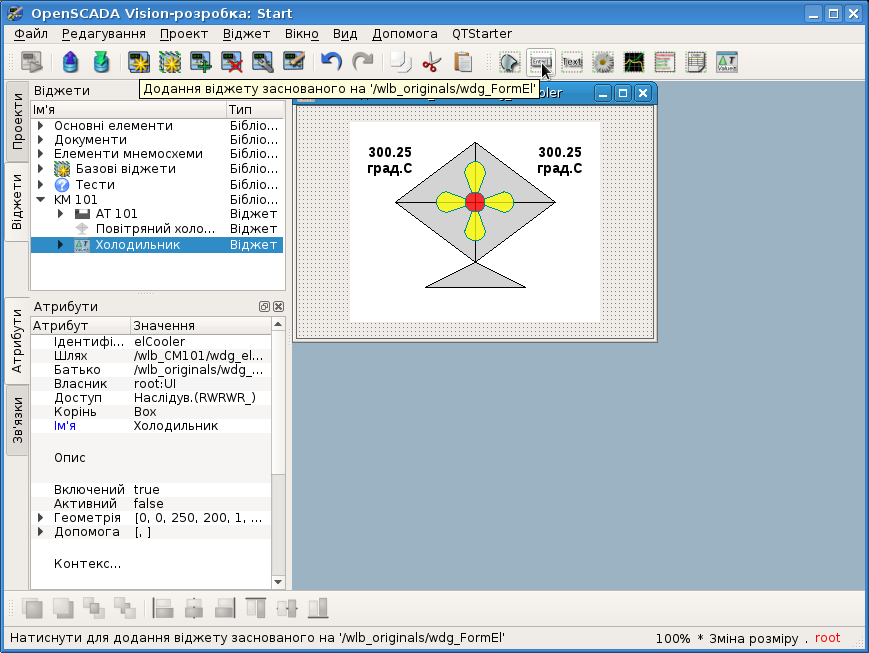 OpenSCADA Vision-розробка: Start
Файл Редагування Проект Віджет Вікно Вид Допомога QTStarter
Text
Додання віджету заснованого на '/wlb_originals/wdg_FormEl'
Проекти
Віджети
Атрибути
Зв'язки
Віджети
Ім'я Тип
Основні елементи Бібліо...
Документи Бібліо...
Елементи мнемосхеми Бібліо...
Базові віджети Бібліо...
Тести Бібліо...
КМ 101 Бібліо...
АТ 101 Віджет
Повітряний холо... Віджет
Холодильник Віджет
300.25
град.С
300.25
град.С
Атрибути
Атрибут Значення
Ідентифі... elCooler
Шлях /wlb_CM101/wdg_el...
Батько /wlb_originals/wdg_...
Власник root:UI
Доступ Наслідув.(RWRWR_)
Корінь Box
Ім'я Холодильник
Опис
Включений true
Активний false
Геометрія [0, 0, 250, 200, 1, ...
Допомога [, ]
Контекс...
Натиснути для додання віджету заснованого на '/wlb_originals/wdg_FormEl'
100% * Зміна розміру . root